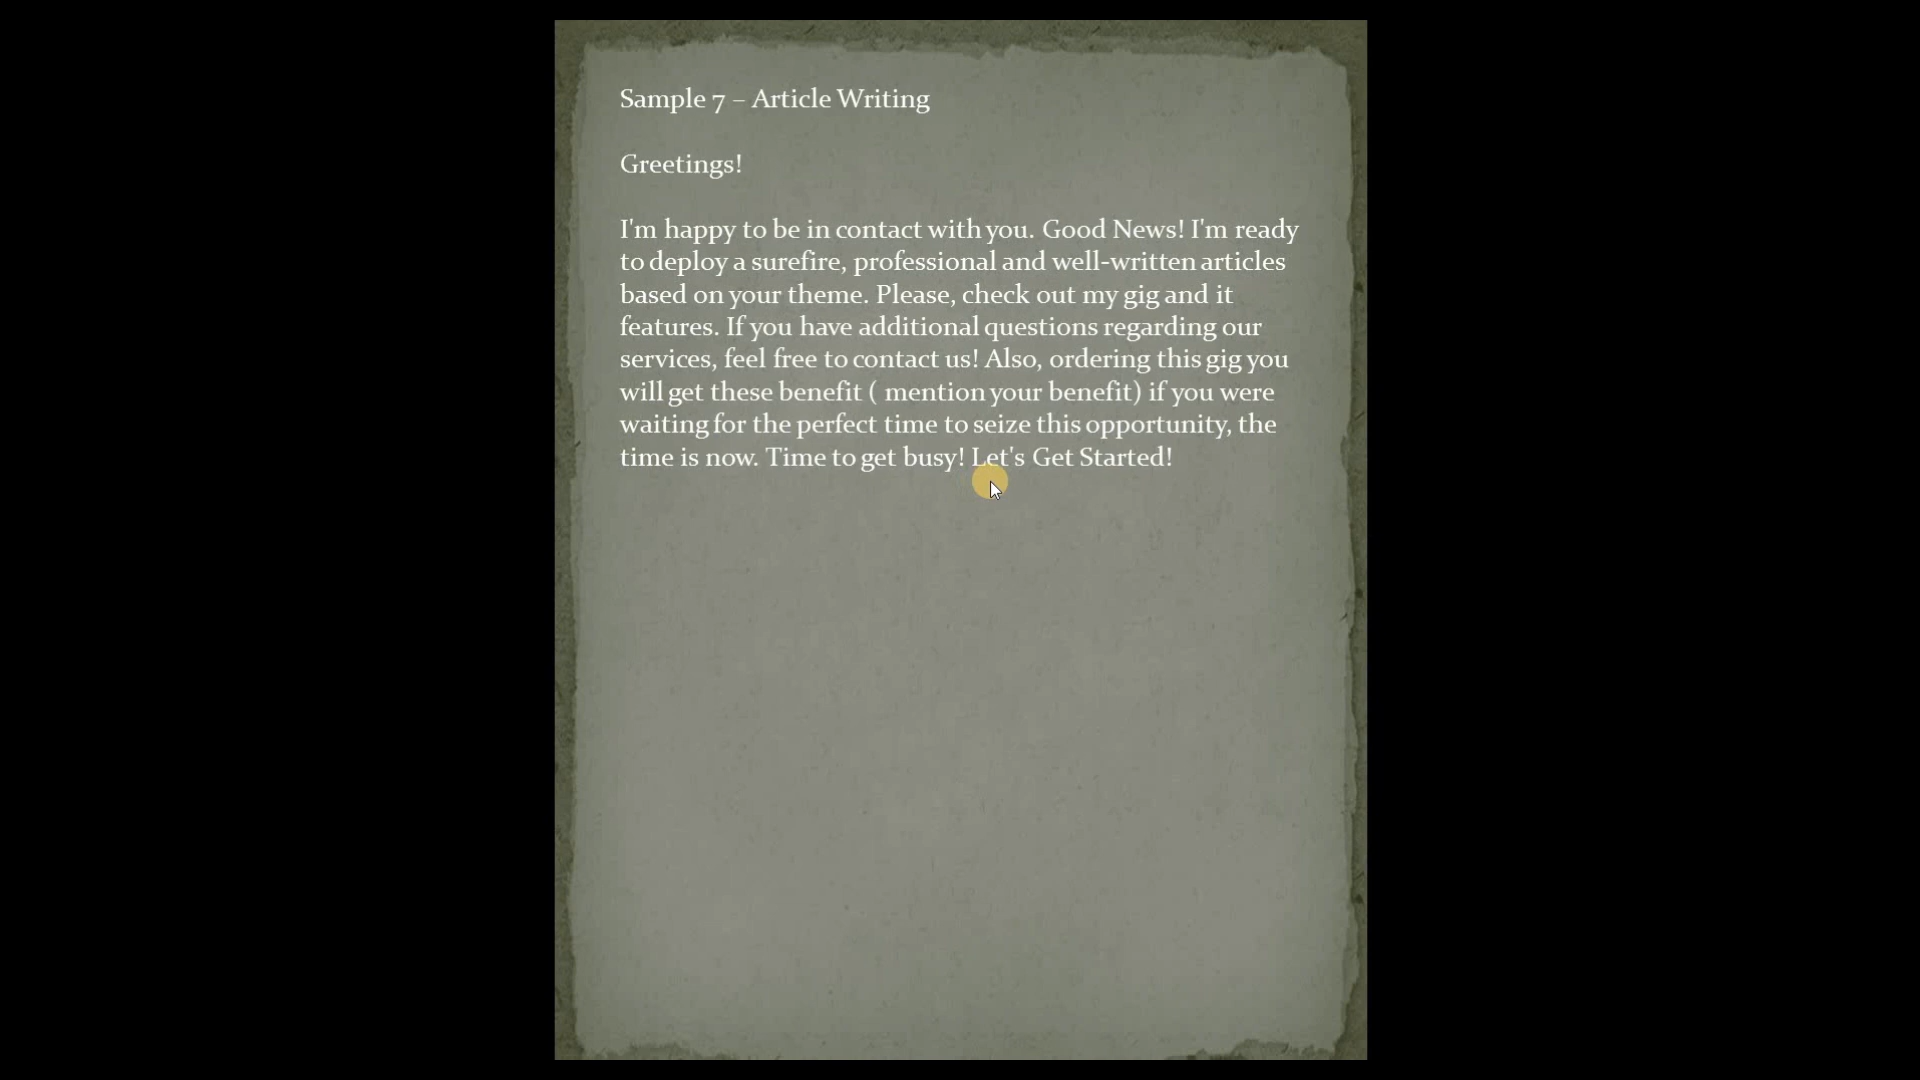 Sample 7 – Article Writing
Greetings!
I'm happy to be in contact with you. Good News! I'm ready
to deploy a surefire, professional and well-written articles
based on your theme. Please, check out my gig and it
features. If you have additional questions regarding our
services, feel free to contact us! Also, ordering this gig you
will get these benefit ( mention your benefit) if you were
waiting for the perfect time to seize this opportunity, the
time is now. Time to get busy! Let's Get Started!